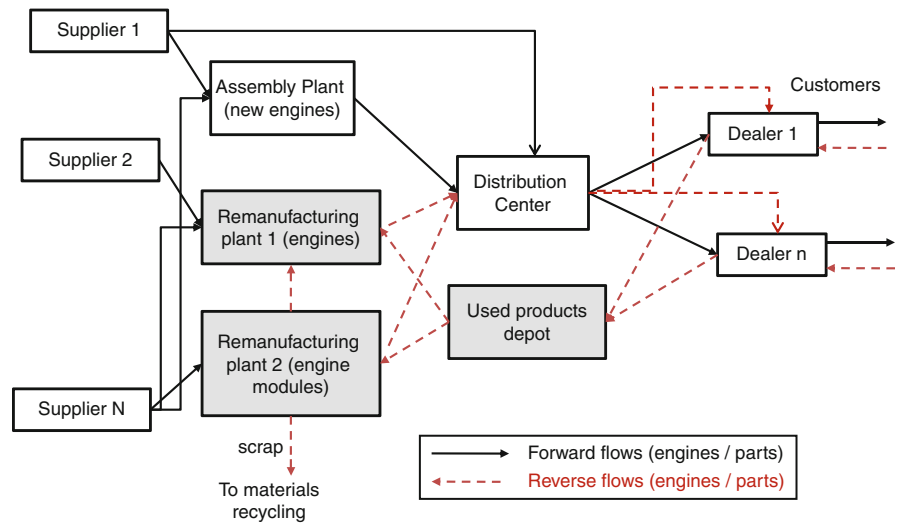 Supplier 1
Assembly Plant
(new engines)
Customers
Dealer 1
Supplier 2
Distribution
Center
Remanufacturing
plant 1 (engines)
Dealer n
Used products
depot
Remanufacturing
plant 2 (engine
modules)
Supplier N
scrap
To materials
recycling
Forward flows (engines / parts)
Reverse flows (engines / parts)